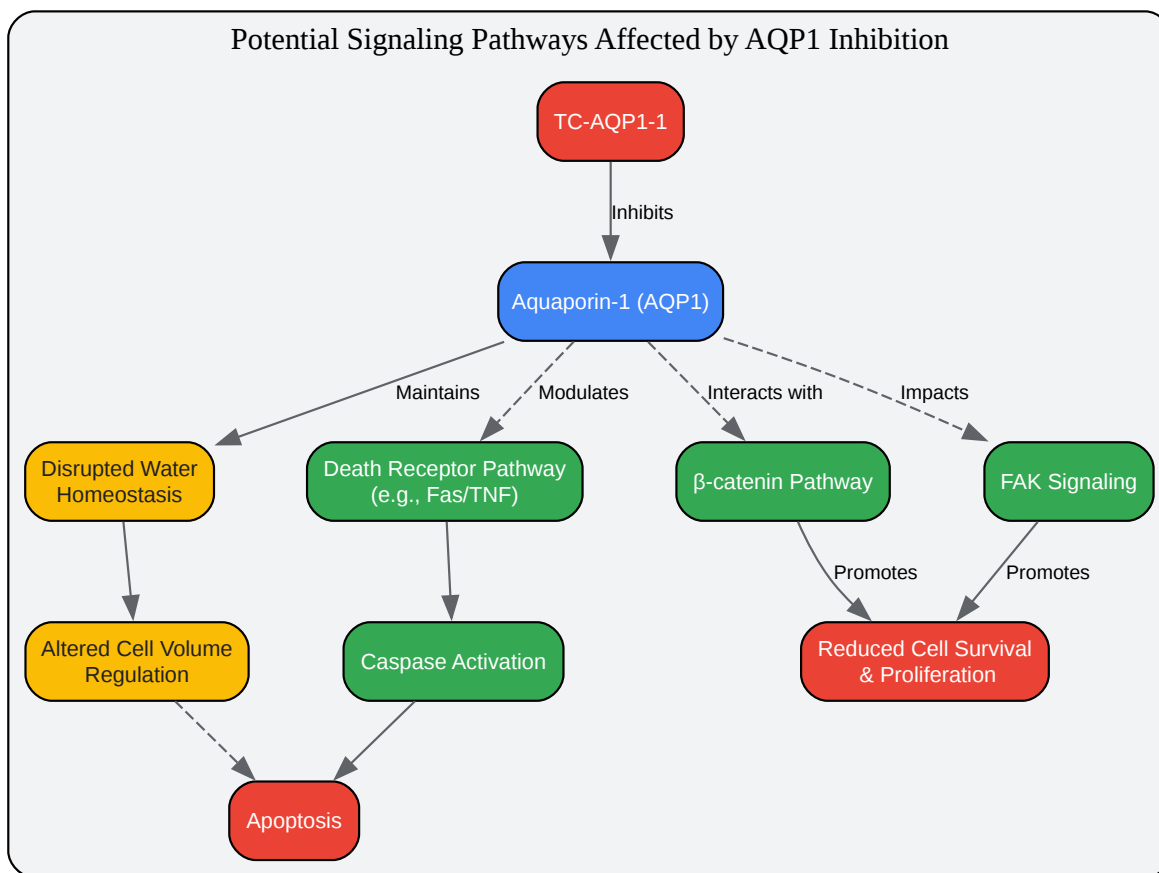 Potential Signaling Pathways Affected by AQP1 Inhibition
TC-AQP1-1
Inhibits
Aquaporin-1 (AQP1)
Maintains
Modulates
Interacts with
Impacts
Disrupted Water
Homeostasis
Death Receptor Pathway
(e.g., Fas/TNF)
β-catenin Pathway
FAK Signaling
Promotes
Promotes
Altered Cell Volume
Regulation
Caspase Activation
Reduced Cell Survival
& Proliferation
Apoptosis